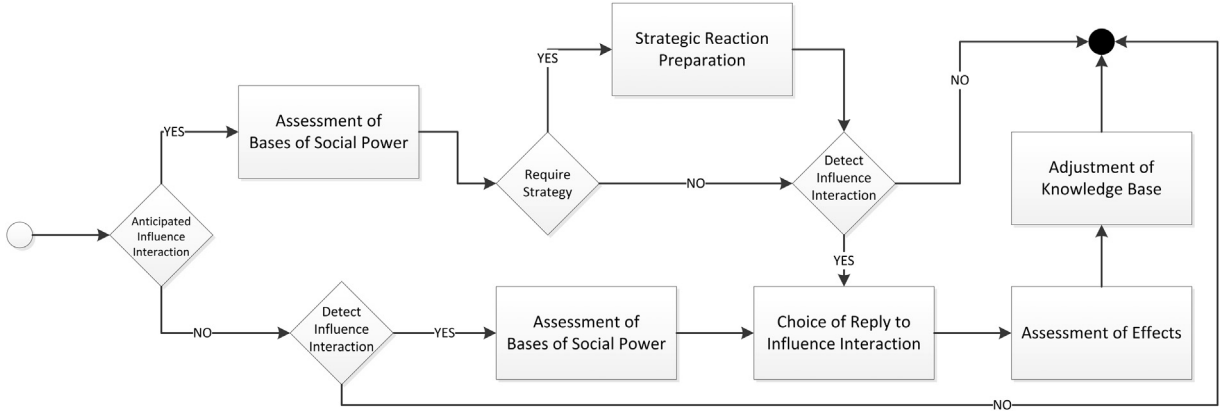 Strategic Reaction
Preparation
YES
NO
YES
Assessment of
Bases of Social Power
Require
Strategy
NO
Detect
Influence
Interaction
Adjustment of
Knowledge Base
Anticipated
Influence
Interaction
YES
NO
Detect
Influence
Interaction
YES
Assessment of
Bases of Social Power
Choice of Reply to
Influence Interaction
Assessment of Effects
NO